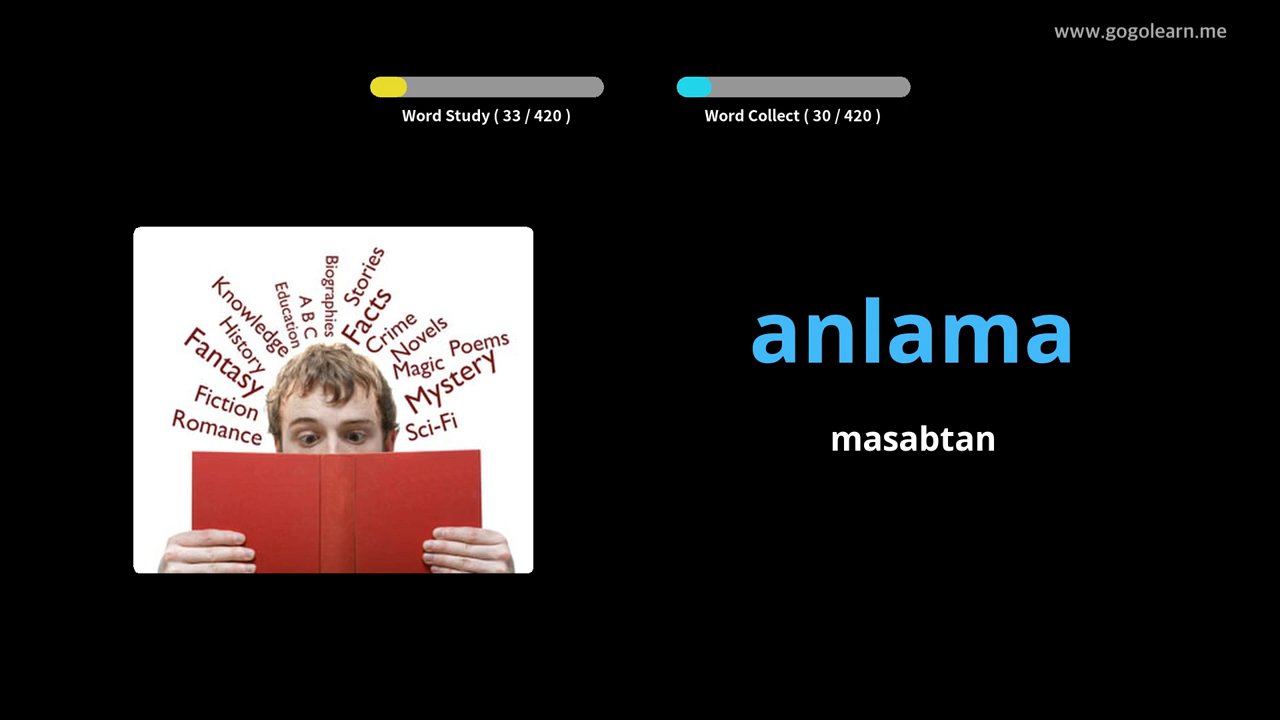 www.gogolearn.me
Word Study ( 33 / 420 )
Word Collect ( 30 / 420 )
Biographies
Stories
Education
A B C
Facts
Knowledge
Crime
History
Novels
Poems
Fantasy
Magic
Mystery
Fiction
Romance
Sci-Fi
anlama
masabtan